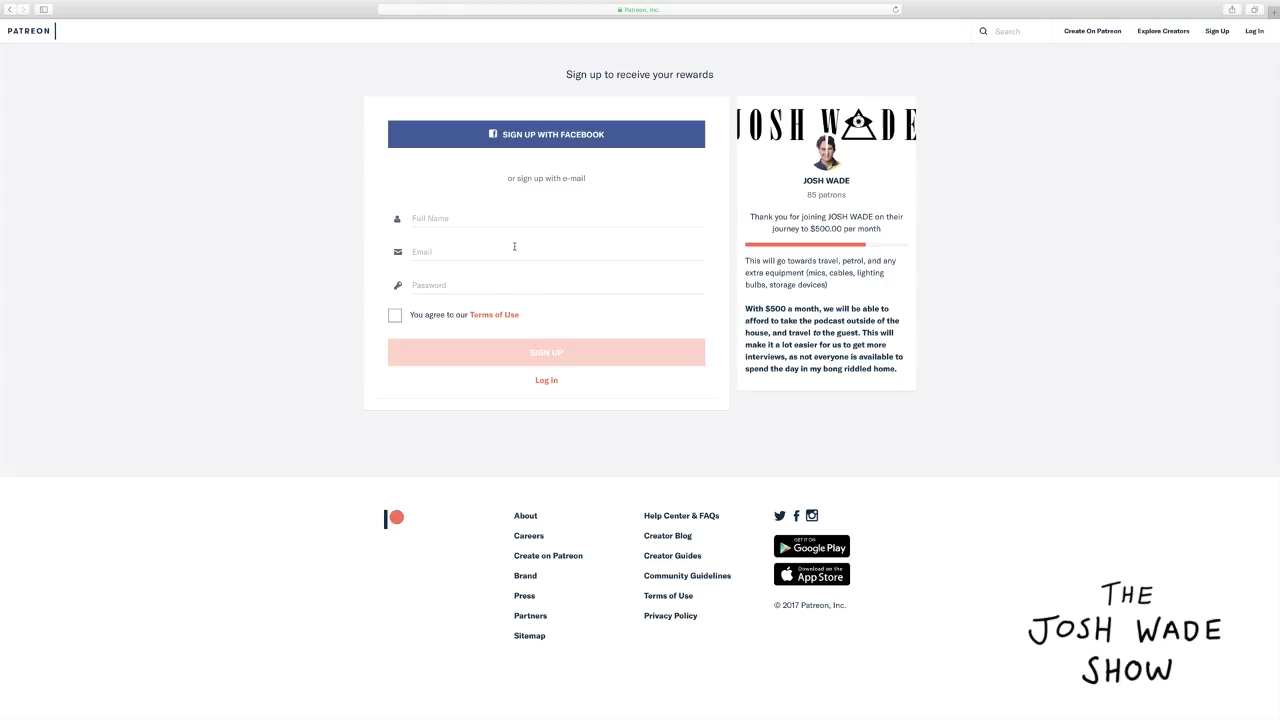 Patreon, Inc.
PATREON
Search
Create On Patreon
Explore Creators
Sign Up
Log In
Sign up to receive your rewards
SIGN UP WITH FACEBOOK
or sign up with e-mail
Full Name
Email
Password
You agree to our Terms of Use
SIGN UP
Log in
JOSH WADE
JOSH WADE
85 patrons
Thank you for joining JOSH WADE on their
journey to $500.00 per month
This will go towards travel, petrol, and any
extra equipment (mics, cables, lighting
bulbs, storage devices)
With $500 a month, we will be able to
afford to take the podcast outside of the
house, and travel to the guest. This will
make it a lot easier for us to get more
interviews, as not everyone is available to
spend the day in my bong riddled home.
About
Careers
Create on Patreon
Brand
Press
Partners
Sitemap
Help Center & FAQs
Creator Blog
Creator Guides
Community Guidelines
Terms of Use
Privacy Policy
GET IT ON
Google Play
Download on the
App Store
© 2017 Patreon, Inc.
THE
JOSH WADE
SHOW